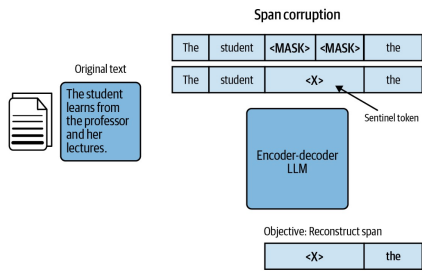 Span corruption
The student <MASK> <MASK> the
The student <X> the
Original text
The student
learns from
the professor
and her
lectures.
Sentinel token
Encoder-decoder
LLM
Objective: Reconstruct span
<X> the